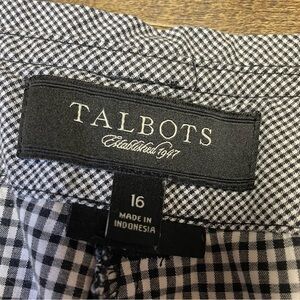 TALBOTS
Established 1947
16
MADE IN
INDONESIA